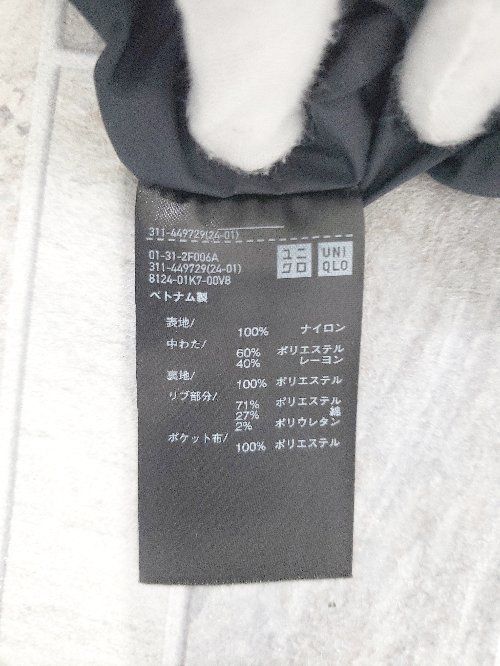 311-449729(24-01)
01-31-2F006A
311-449729(24-01)
8124-01K7-00V8
ユニクロ
UNIQLO
ベトナム製
表地/
100% ナイロン
中わた/
60% ポリエステル
40% レーヨン
裏地/
100% ポリエステル
リブ部分/
71% ポリエステル
27% 綿
2% ポリウレタン
ポケット布/
100% ポリエステル